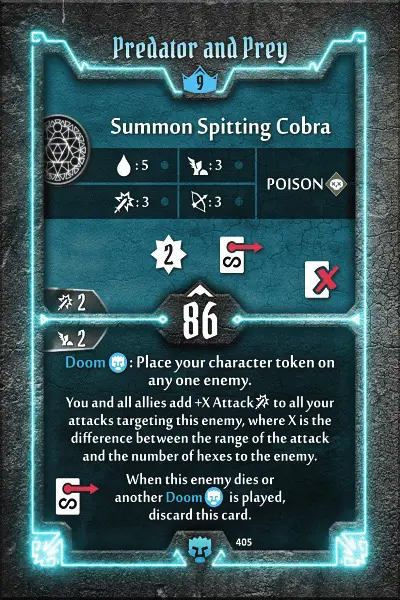 Predator and Prey
9
Summon Spitting Cobra
: 5 : 3
POISON
: 3 : 3
2
S
2
86
2
Doom : Place your character token on
any one enemy.
You and all allies add +X Attack to all your
attacks targeting this enemy, where X is the
difference between the range of the attack
and the number of hexes to the enemy.
When this enemy dies or
S
another Doom is played,
discard this card.
405